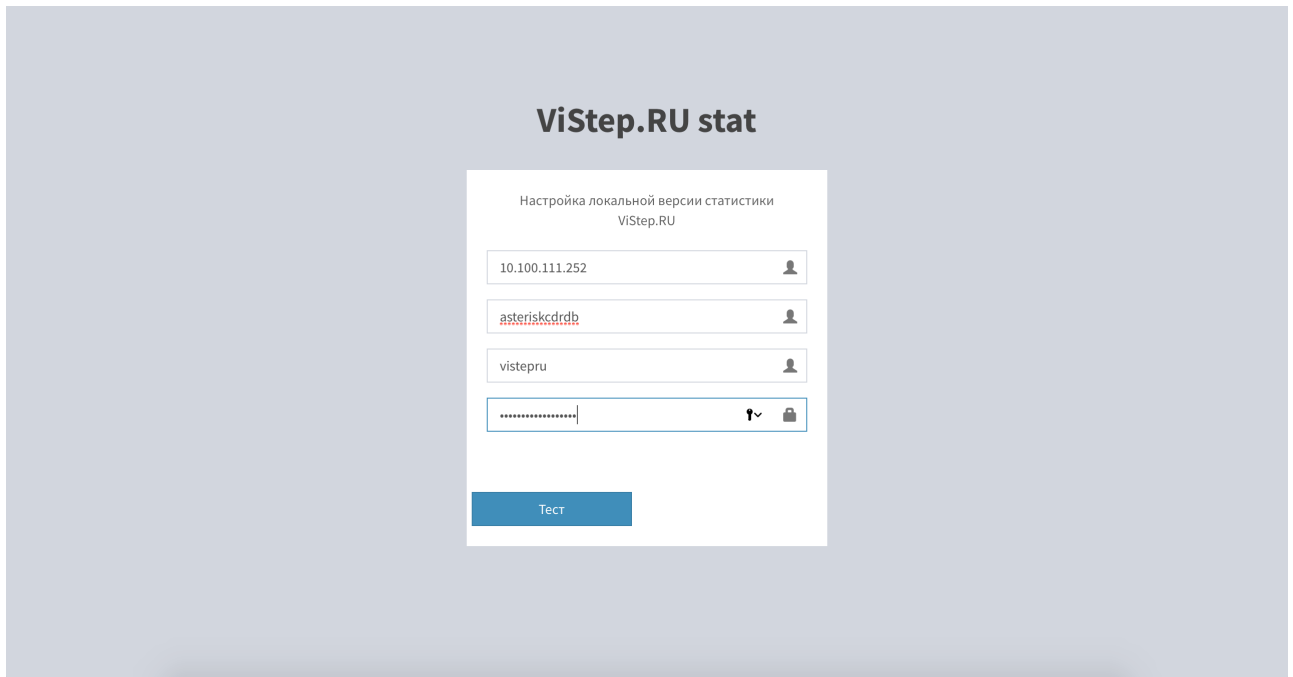 ViStep.RU stat
Настройка локальной версии статистики
ViStep.RU
10.100.111.252
asteriskcdrdb
vistepru
••••••••••••••••••
Тест